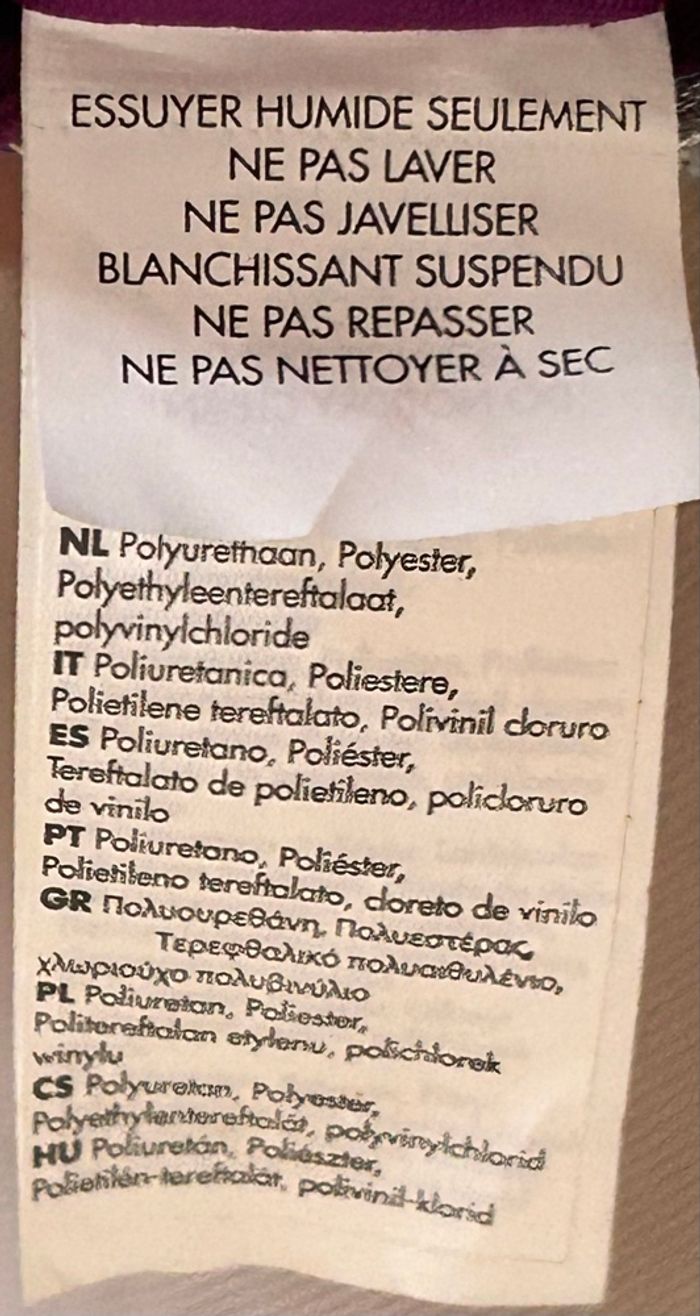 ESSUYER HUMIDE SEULEMENT
NE PAS LAVER
NE PAS JAVELLISER
BLANCHISSANT SUSPENDU
NE PAS REPASSER
NE PAS NETTOYER À SEC
NL Polyurethaan, Polyester,
Polyethyleentereftalaat,
polyvinylchloride
IT Poliuretanica, Poliestere,
Polietilene tereftalato, Polivinil cloruro
ES Poliuretano, Poliéster,
Tereftalato de polietileno, policloruro
de vinilo
PT Poliuretano, Poliéster,
Polietileno tereftalato, cloreto de vinilo
GR Πολυουρεθάνη, Πολυεστέρας,
Τερεφθαλικό πολυαιθυλένιο,
χλωριούχο πολυβινύλιο
PL Poliuretan, Poliester,
Politereftalan etylenu, polichlorek
winylu
CS Polyuretan, Polyester,
Polyethylentereftalát, polyvinylchlorid
HU Poliuretán, Poliészter,
Polietilén-tereftalát, polivinil-klorid